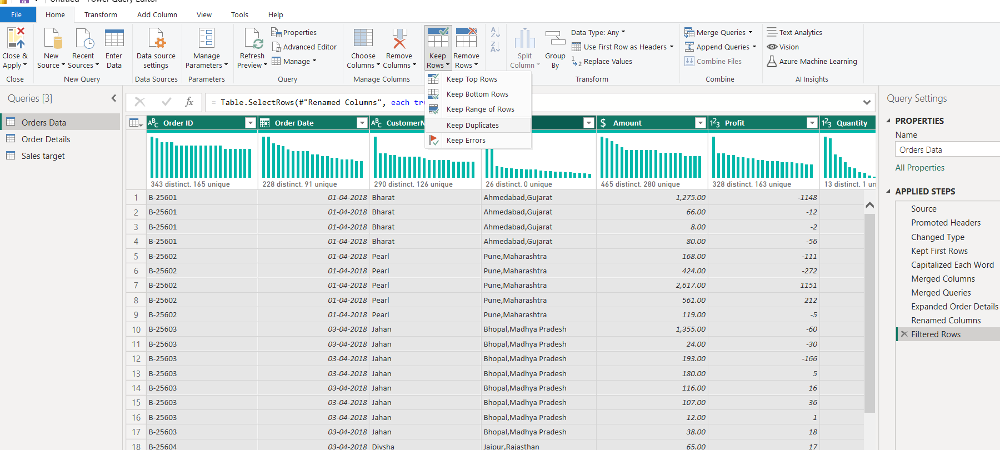 Untitled - Power Query Editor
File Home Transform Add Column View Tools Help
Close & Apply
New Source
Recent Sources
Enter Data
Data source settings
Manage Parameters
Refresh Preview
Properties
Advanced Editor
Manage
Choose Columns
Remove Columns
Keep Rows
Remove Rows
Split Column
Group By
Data Type: Any
Use First Row as Headers
Replace Values
Merge Queries
Append Queries
Combine Files
Text Analytics
Vision
Azure Machine Learning
Close New Query Data Sources Parameters Query Manage Columns Transform Combine AI Insights
Keep Top Rows
Keep Bottom Rows
Keep Range of Rows
Keep Duplicates
Keep Errors
Queries [3]
Orders Data
Order Details
Sales target
fx = Table.SelectRows(#"Renamed Columns", each tru
ABC Order ID Order Date ABC CustomerN $ Amount 123 Profit 123 Quantity
343 distinct, 165 unique 228 distinct, 91 unique 290 distinct, 126 unique 26 distinct, 0 unique 465 distinct, 280 unique 328 distinct, 163 unique 13 distinct, 1 un
1 B-25601 01-04-2018 Bharat Ahmedabad,Gujarat 1,275.00 -1148
2 B-25601 01-04-2018 Bharat Ahmedabad,Gujarat 66.00 -12
3 B-25601 01-04-2018 Bharat Ahmedabad,Gujarat 8.00 -2
4 B-25601 01-04-2018 Bharat Ahmedabad,Gujarat 80.00 -56
5 B-25602 01-04-2018 Pearl Pune,Maharashtra 168.00 -111
6 B-25602 01-04-2018 Pearl Pune,Maharashtra 424.00 -272
7 B-25602 01-04-2018 Pearl Pune,Maharashtra 2,617.00 1151
8 B-25602 01-04-2018 Pearl Pune,Maharashtra 561.00 212
9 B-25602 01-04-2018 Pearl Pune,Maharashtra 119.00 -5
10 B-25603 03-04-2018 Jahan Bhopal,Madhya Pradesh 1,355.00 -60
11 B-25603 03-04-2018 Jahan Bhopal,Madhya Pradesh 24.00 -30
12 B-25603 03-04-2018 Jahan Bhopal,Madhya Pradesh 193.00 -166
13 B-25603 03-04-2018 Jahan Bhopal,Madhya Pradesh 180.00 5
14 B-25603 03-04-2018 Jahan Bhopal,Madhya Pradesh 116.00 16
15 B-25603 03-04-2018 Jahan Bhopal,Madhya Pradesh 107.00 36
16 B-25603 03-04-2018 Jahan Bhopal,Madhya Pradesh 12.00 1
17 B-25603 03-04-2018 Jahan Bhopal,Madhya Pradesh 38.00 18
18 B-25604 03-04-2018 Divsha Jaipur,Rajasthan 65.00 17
Query Settings
PROPERTIES
Name
Orders Data
All Properties
APPLIED STEPS
Source
Promoted Headers
Changed Type
Kept First Rows
Capitalized Each Word
Merged Columns
Merged Queries
Expanded Order Details
Renamed Columns
Filtered Rows